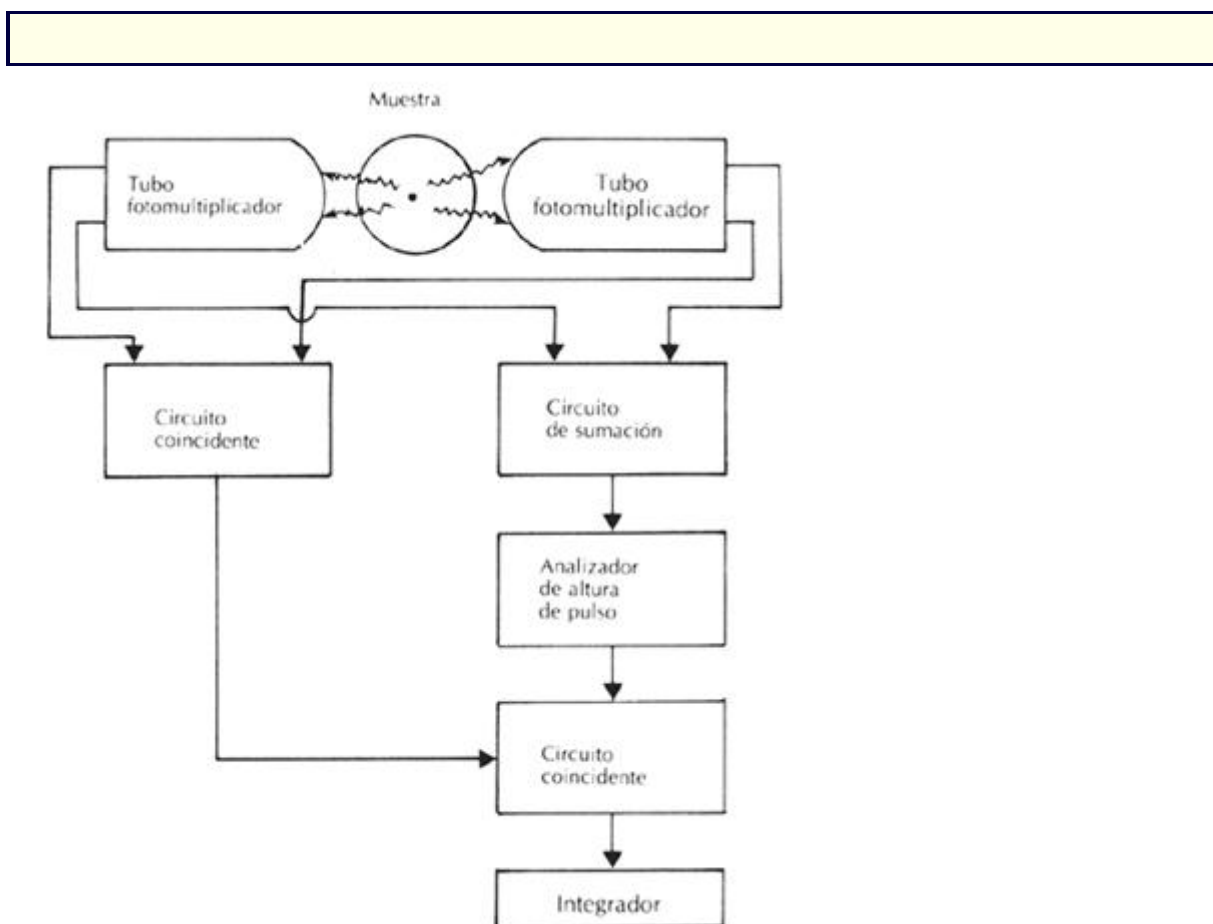 Muestra
Tubo
fotomultiplicador
Tubo
fotomultiplicador
Circuito
coincidente
Circuito
de sumación
Analizador
de altura
de pulso
Circuito
coincidente
Integrador